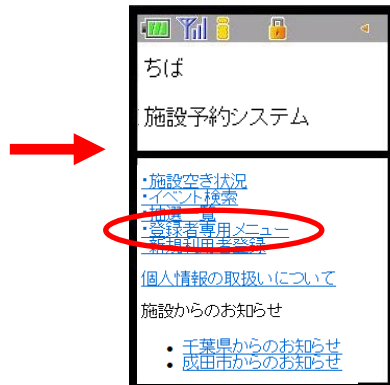 ちば
施設予約システム
・施設空き状況
・イベント検索
・抽選一覧
・登録者専用メニュー
・新規利用者登録
個人情報の取扱いについて
施設からのお知らせ
• 千葉県からのお知らせ
• 成田市からのお知らせ